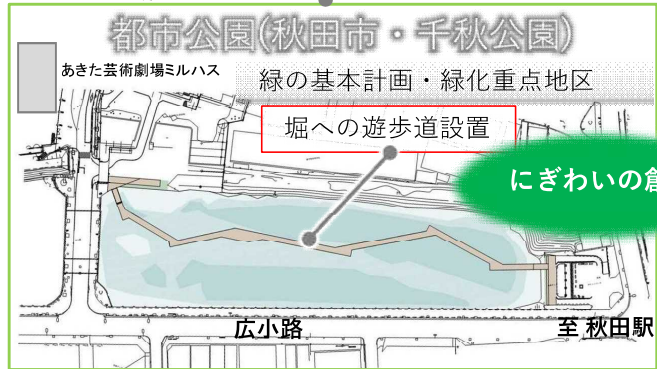 都市公園(秋田市・千秋公園)
あきた芸術劇場ミルハス
緑の基本計画・緑化重点地区
堀への遊歩道設置
にぎわいの創
広小路
至 秋田駅